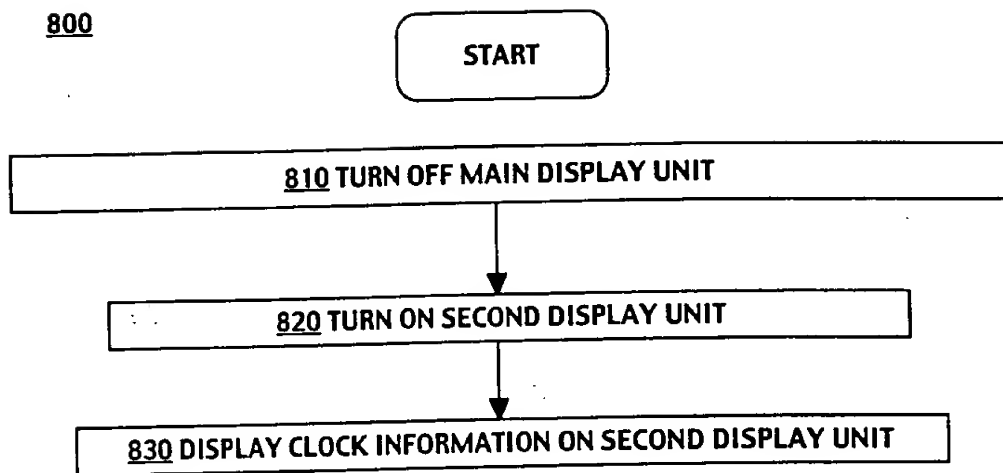 800
START
810 TURN OFF MAIN DISPLAY UNIT
820 TURN ON SECOND DISPLAY UNIT
830 DISPLAY CLOCK INFORMATION ON SECOND DISPLAY UNIT